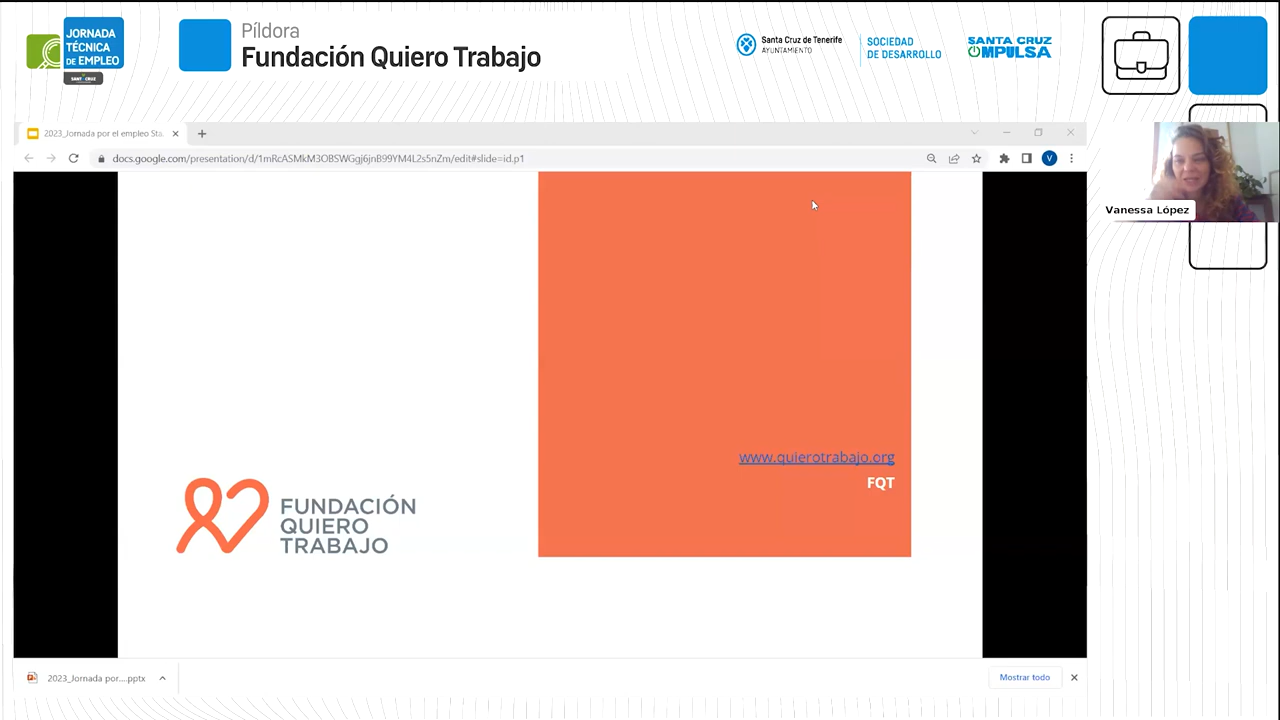 JORNADA
TÉCNICA
DE EMPLEO
Píldora
Fundación Quiero Trabajo
Santa Cruz de Tenerife
AYUNTAMIENTO
SOCIEDAD
DE DESARROLLO
SANTA CRUZ
MPULSA
2023_Jornada por el empleo Sta.
docs.google.com/presentation/d/1mRcASMkM3OBSWGgj6jnB99YM4L2s5nZm/edit#slide=id.p1
V
Vanessa López
www.quierotrabajo.org
FQT
FUNDACIÓN
QUIERO
TRABAJO
2023_Jornada por....pptx
Mostrar todo